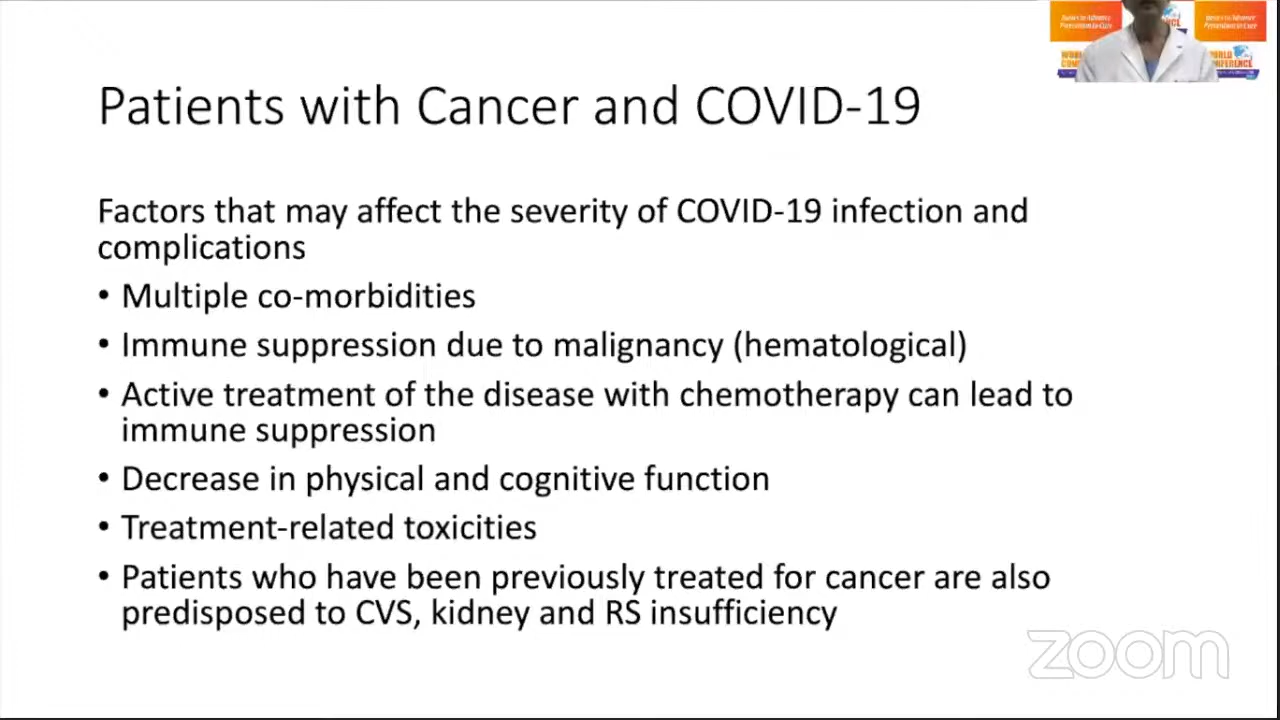 Patients with Cancer and COVID-19
Factors that may affect the severity of COVID-19 infection and
complications
• Multiple co-morbidities
• Immune suppression due to malignancy (hematological)
• Active treatment of the disease with chemotherapy can lead to
immune suppression
• Decrease in physical and cognitive function
• Treatment-related toxicities
• Patients who have been previously treated for cancer are also
predisposed to CVS, kidney and RS insufficiency
zoom